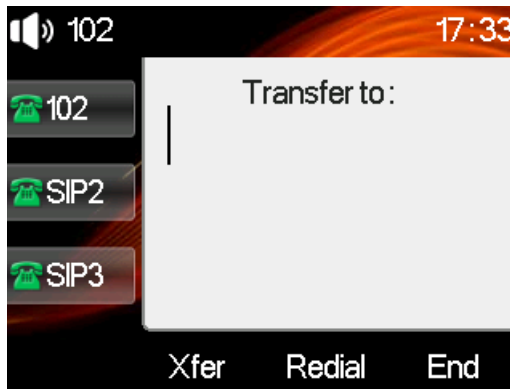 102 17:33
Transfer to:
102
SIP2
SIP3
Xfer Redial End